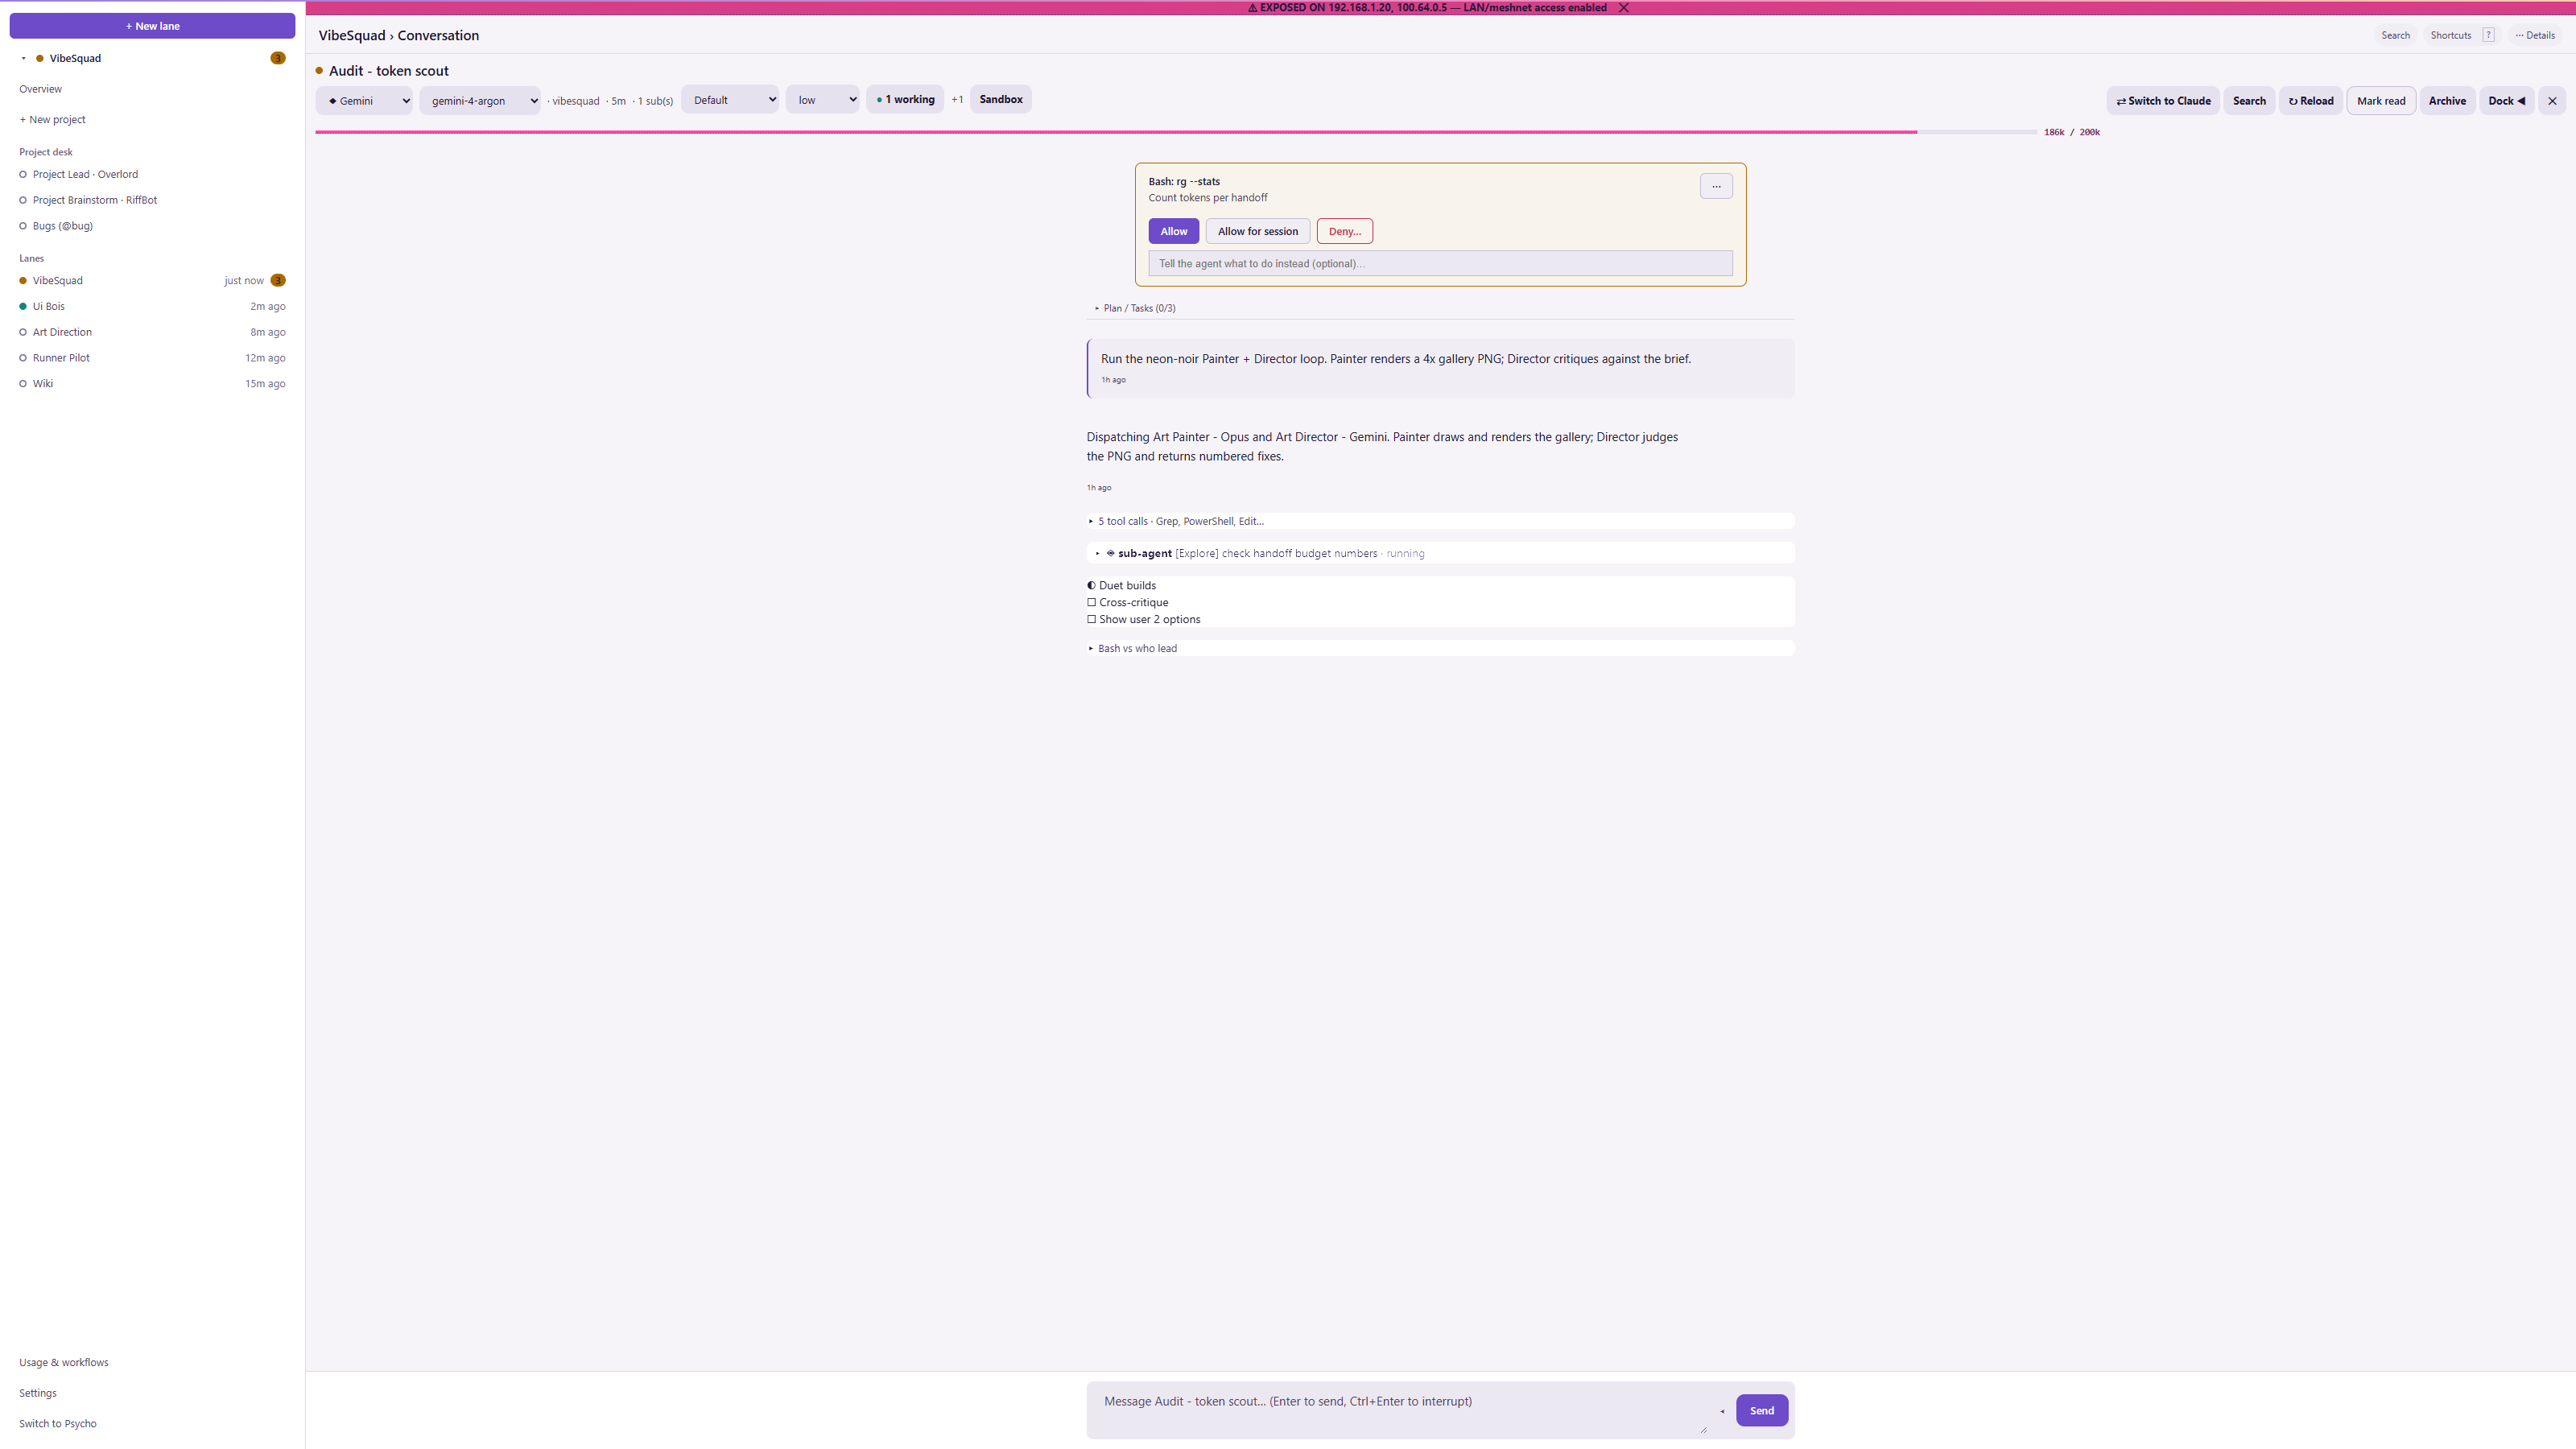 + New lane
VibeSquad 3
Overview
+ New project
Project desk
Project Lead · Overlord
Project Brainstorm · RiffBot
Bugs (@bug)
Lanes
VibeSquad just now 3
Ui Bois 2m ago
Art Direction 8m ago
Runner Pilot 12m ago
Wiki 15m ago
Usage & workflows
Settings
Switch to Psycho
⚠ EXPOSED ON 192.168.1.20, 100.64.0.5 — LAN/meshnet access enabled ✕
VibeSquad › Conversation
Search Shortcuts ? ··· Details
Audit - token scout
◆ Gemini gemini-4-argon · vibesquad · 5m · 1 sub(s) Default low ● 1 working +1 Sandbox
⇄ Switch to Claude Search ↻ Reload Mark read Archive Dock ◀ ✕
186k / 200k
Bash: rg --stats
Count tokens per handoff
...
Allow Allow for session Deny...
Tell the agent what to do instead (optional)...
▸ Plan / Tasks (0/3)
Run the neon-noir Painter + Director loop. Painter renders a 4x gallery PNG; Director critiques against the brief.
1h ago
Dispatching Art Painter - Opus and Art Director - Gemini. Painter draws and renders the gallery; Director judges
the PNG and returns numbered fixes.
1h ago
▸ 5 tool calls · Grep, PowerShell, Edit...
▸ sub-agent [Explore] check handoff budget numbers · running
◐ Duet builds
☐ Cross-critique
☐ Show user 2 options
▸ Bash vs who lead
Message Audit - token scout... (Enter to send, Ctrl+Enter to interrupt)
Send